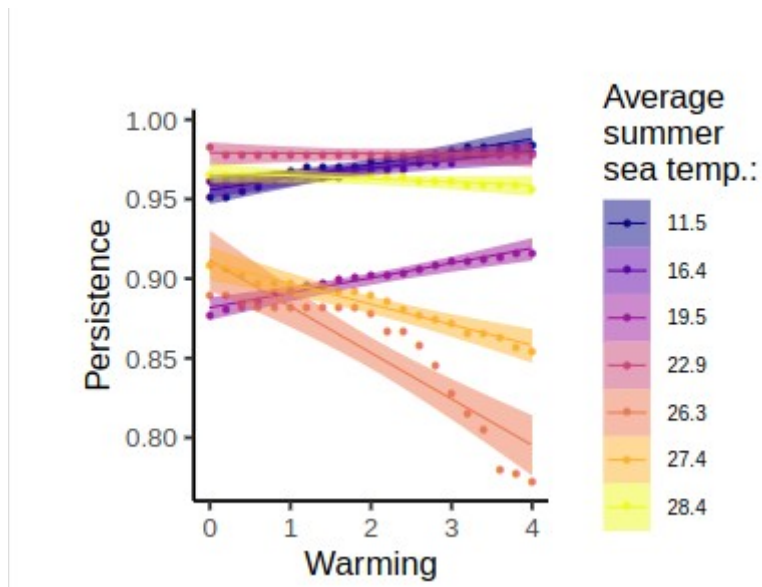 Average
summer
sea temp.:
11.5
16.4
19.5
22.9
26.3
27.4
28.4
Persistence
1.00
0.95
0.90
0.85
0.80
0 1 2 3 4
Warming